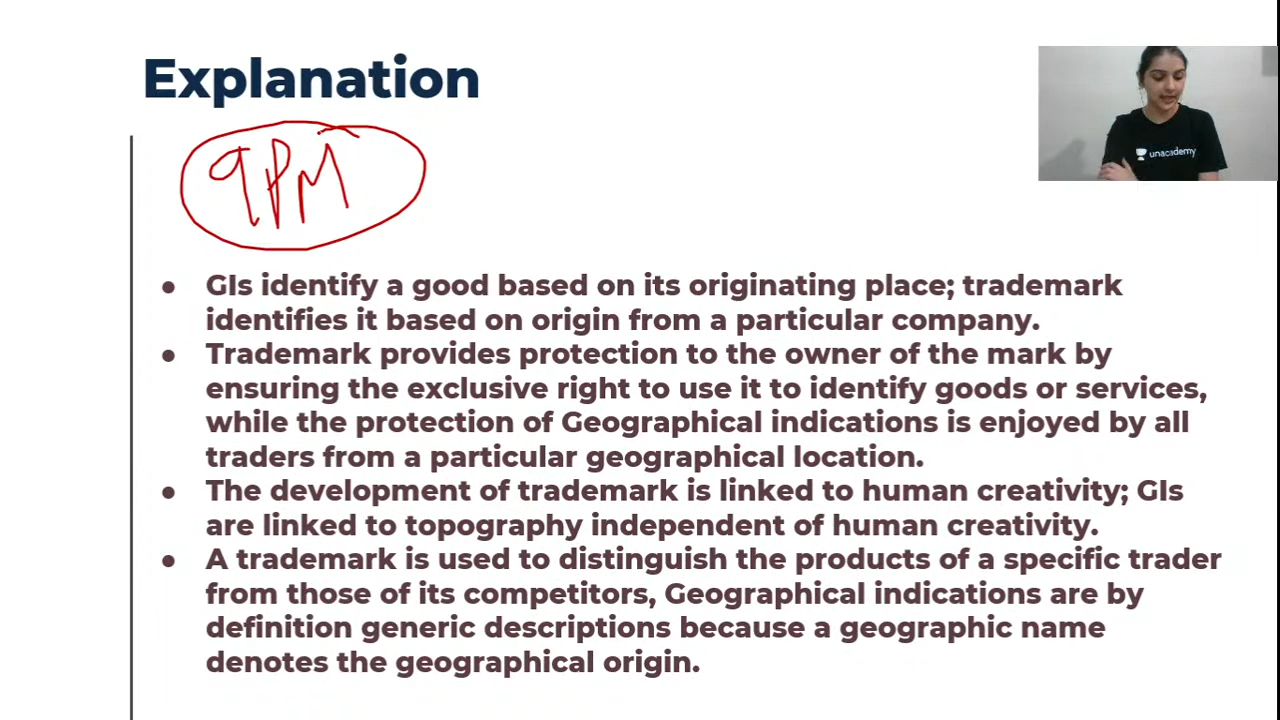 Explanation
9PM
unacademy
● GIs identify a good based on its originating place; trademark
identifies it based on origin from a particular company.
● Trademark provides protection to the owner of the mark by
ensuring the exclusive right to use it to identify goods or services,
while the protection of Geographical indications is enjoyed by all
traders from a particular geographical location.
● The development of trademark is linked to human creativity; GIs
are linked to topography independent of human creativity.
● A trademark is used to distinguish the products of a specific trader
from those of its competitors, Geographical indications are by
definition generic descriptions because a geographic name
denotes the geographical origin.